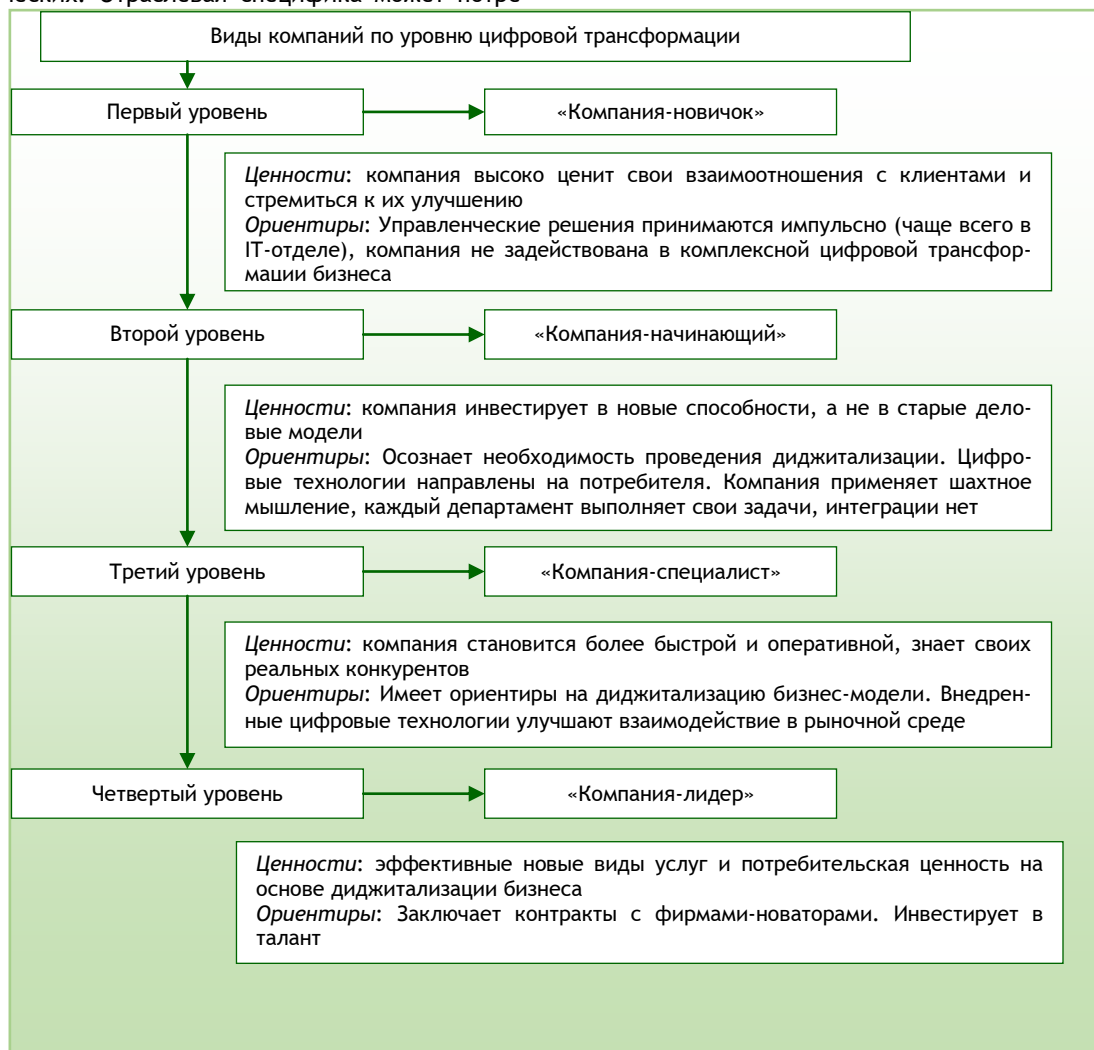 ческих. Отраслевая специфика может потре-
Виды компаний по уровню цифровой трансформации
Первый уровень
«Компания-новичок»
Ценности: компания высоко ценит свои взаимоотношения с клиентами и
стремиться к их улучшению
Ориентиры: Управленческие решения принимаются импульсно (чаще всего в
IT-отделе), компания не задействована в комплексной цифровой трансфор-
мации бизнеса
Второй уровень
«Компания-начинающий»
Ценности: компания инвестирует в новые способности, а не в старые дело-
вые модели
Ориентиры: Осознает необходимость проведения диджитализации. Цифро-
вые технологии направлены на потребителя. Компания применяет шахтное
мышление, каждый департамент выполняет свои задачи, интеграции нет
Третий уровень
«Компания-специалист»
Ценности: компания становится более быстрой и оперативной, знает своих
реальных конкурентов
Ориентиры: Имеет ориентиры на диджитализацию бизнес-модели. Внедрен-
ные цифровые технологии улучшают взаимодействие в рыночной среде
Четвертый уровень
«Компания-лидер»
Ценности: эффективные новые виды услуг и потребительская ценность на
основе диджитализации бизнеса
Ориентиры: Заключает контракты с фирмами-новаторами. Инвестирует в
талант